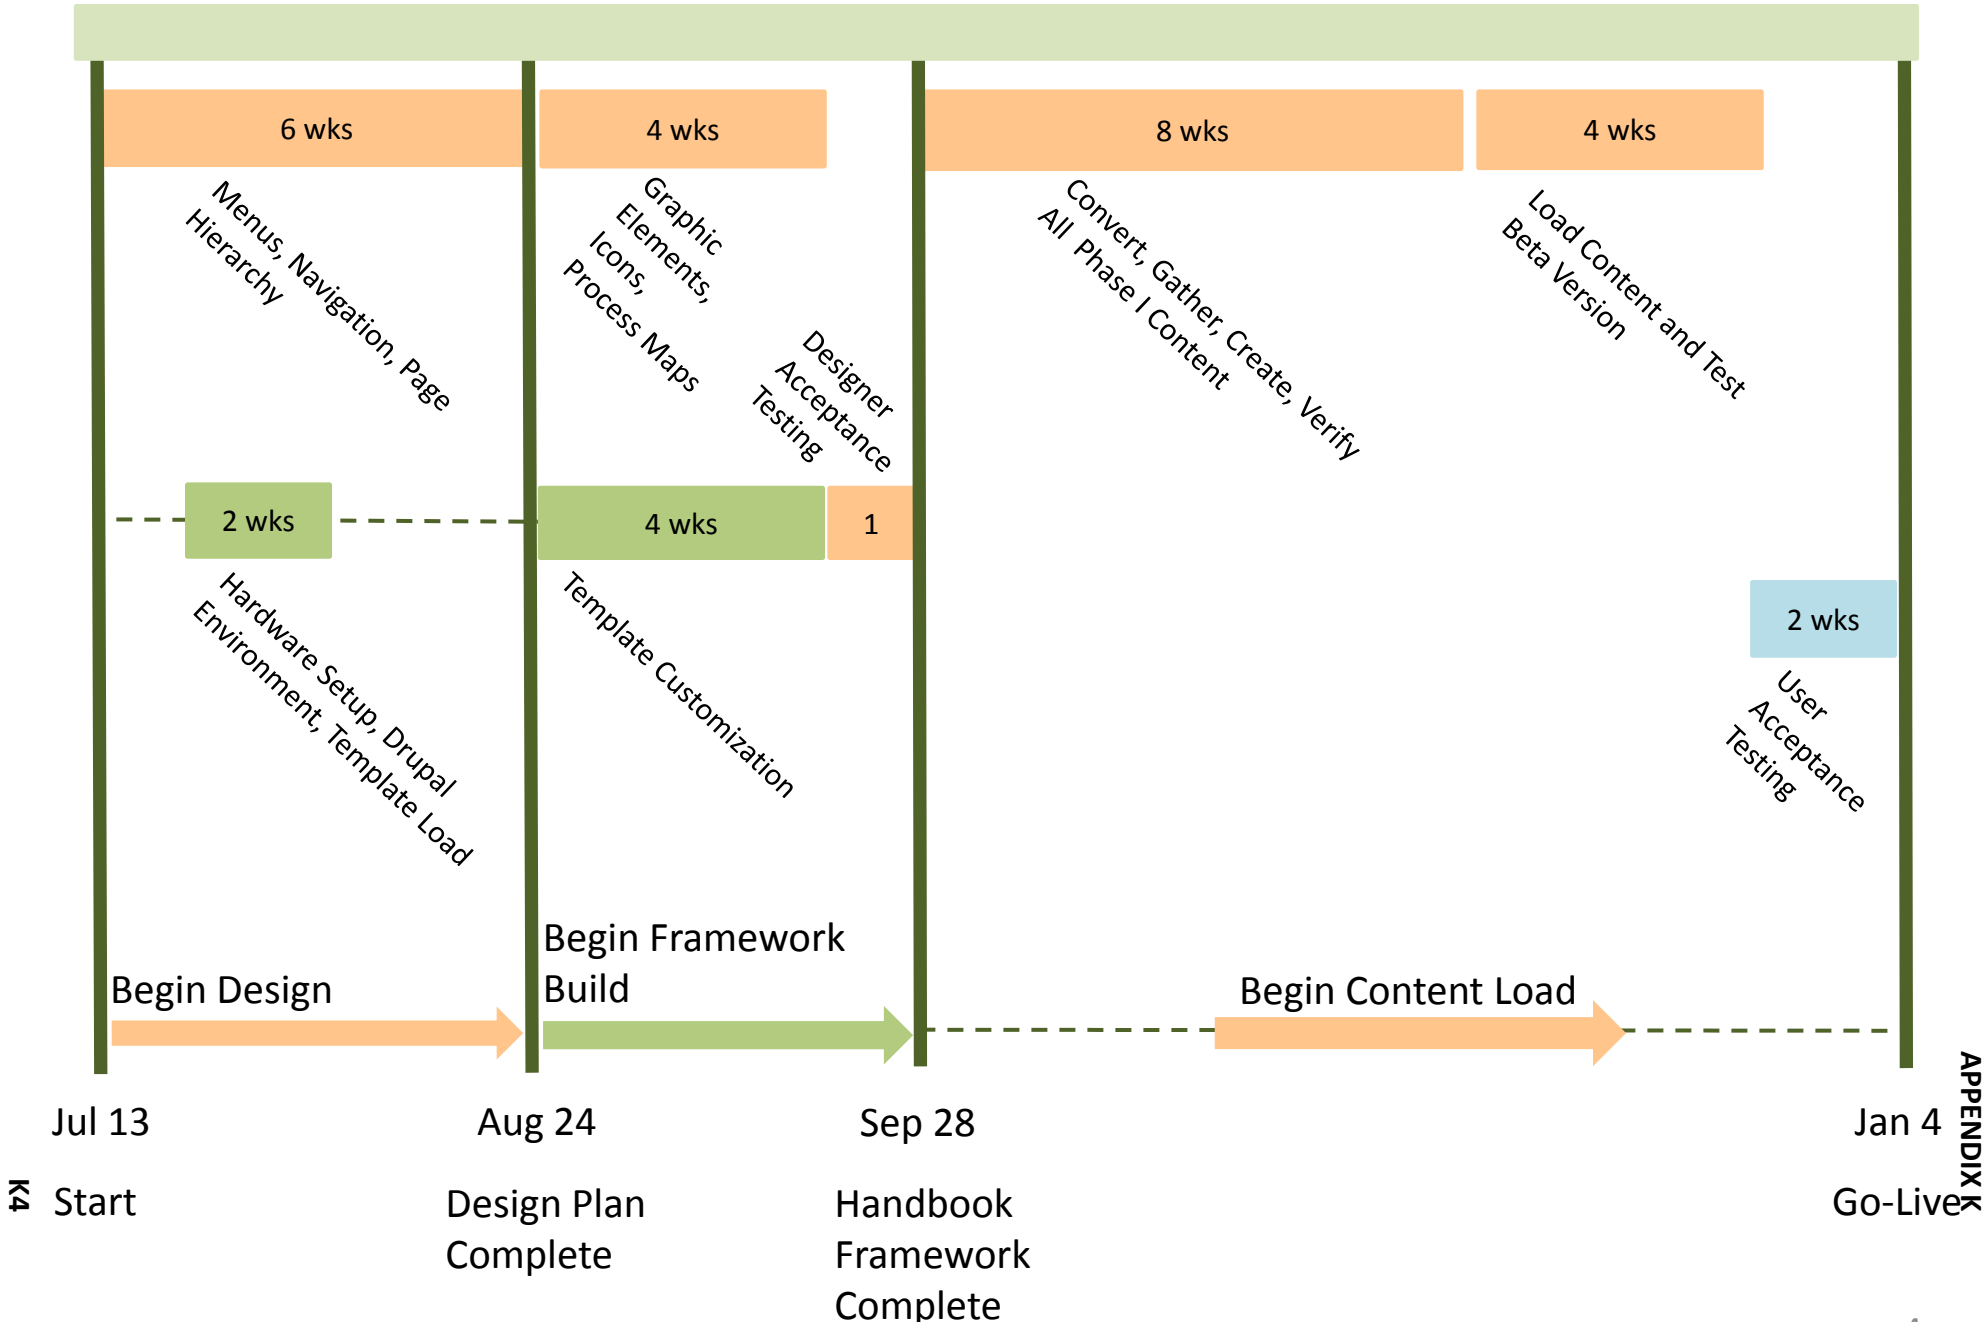 6 wks
4 wks
8 wks
4 wks
Menus, Navigation, Page
Hierarchy
Graphic
Elements,
Icons,
Process Maps
Designer
Acceptance
Testing
Convert, Gather, Create, Verify
All Phase I Content
Load Content and Test
Beta Version
2 wks
4 wks
1
2 wks
Hardware Setup, Drupal
Environment, Template Load
Template Customization
User
Acceptance
Testing
Begin Design
Begin Framework
Build
Begin Content Load
Jul 13
Aug 24
Sep 28
Jan 4
Start
Design Plan
Complete
Handbook
Framework
Complete
Go-Live
APPENDIX K
K4